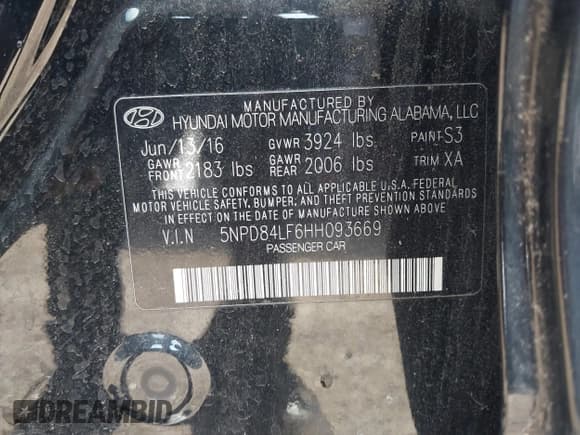 MANUFACTURED BY
HYUNDAI MOTOR MANUFACTURING ALABAMA, LLC
Jun/13/16 GVWR 3924 lbs PAINT S3
GAWR FRONT 2183 lbs GAWR REAR 2006 lbs TRIM XA
THIS VEHICLE CONFORMS TO ALL APPLICABLE U.S.A. FEDERAL
MOTOR VEHICLE SAFETY, BUMPER, AND THEFT PREVENTION STANDARDS
IN EFFECT ON THE DATE OF MANUFACTURE SHOWN ABOVE
V.I.N 5NPD84LF6HH093669
PASSENGER CAR
DREAMBID